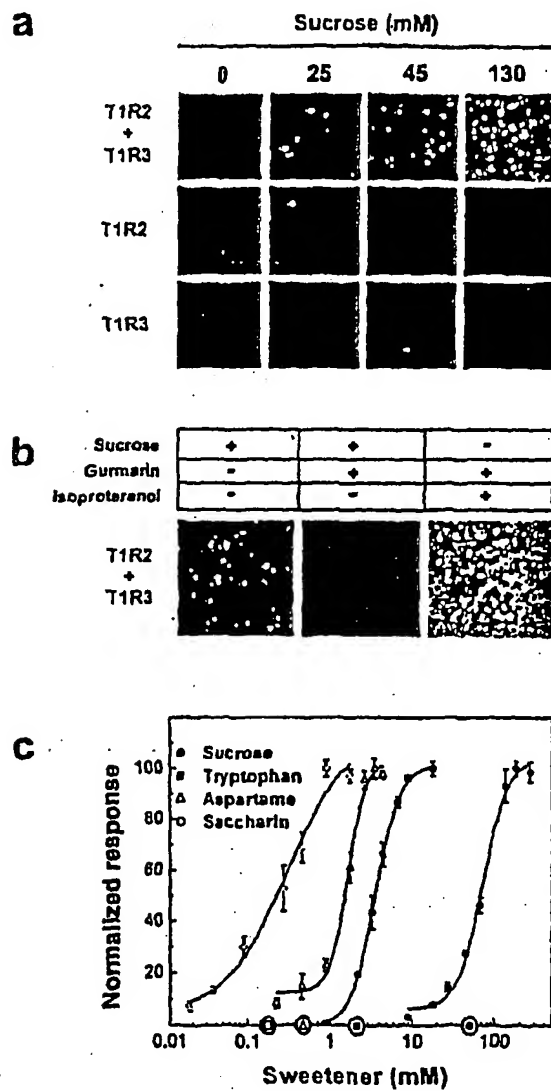 a
Sucrose (mM)
0 25 45 130
T1R2
+
T1R3
T1R2
T1R3
b
Sucrose + + -
Gurmarin - + +
Isoproteranol - - +
T1R2
+
T1R3
c
Sucrose
Tryptophan
Aspartame
Saccharin
Normalized response
100
80
60
40
20
0.01 0.1 1 10 100
Sweetener (mM)